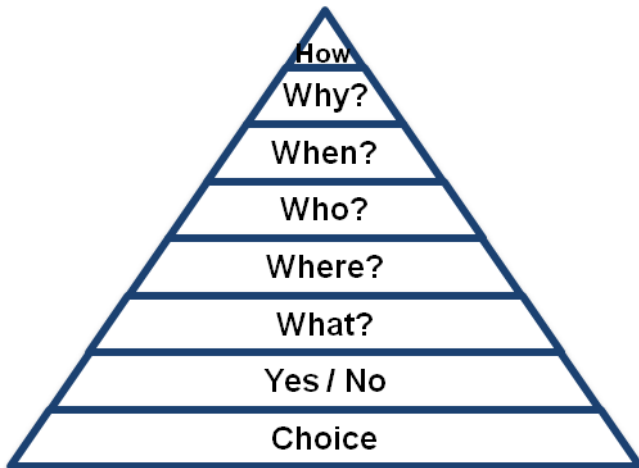 How
Why?
When?
Who?
Where?
What?
Yes / No
Choice